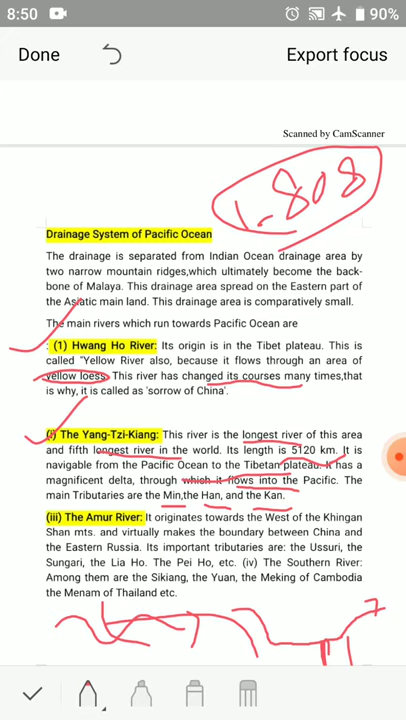 8:50
90%
Done
Export focus
Scanned by CamScanner
1.808
Drainage System of Pacific Ocean
The drainage is separated from Indian Ocean drainage area by
two narrow mountain ridges,which ultimately become the back-
bone of Malaya. This drainage area spread on the Eastern part of
the Asiatic main land. This drainage area is comparatively small.
The main rivers which run towards Pacific Ocean are
: (1) Hwang Ho River: Its origin is in the Tibet plateau. This is
called "Yellow River also, because it flows through an area of
yellow loess. This river has changed its courses many times,that
is why, it is called as 'sorrow of China'.
(i) The Yang-Tzi-Kiang: This river is the longest river of this area
and fifth longest river in the world. Its length is 5120 km. It is
navigable from the Pacific Ocean to the Tibetan plateau. It has a
magnificent delta, through which it flows into the Pacific. The
main Tributaries are the Min,the Han, and the Kan.
(iii) The Amur River: It originates towards the West of the Khingan
Shan mts. and virtually makes the boundary between China and
the Eastern Russia. Its important tributaries are: the Ussuri, the
Sungari, the Lia Ho. The Pei Ho, etc. (iv) The Southern River:
Among them are the Sikiang, the Yuan, the Meking of Cambodia
the Menam of Thailand etc.